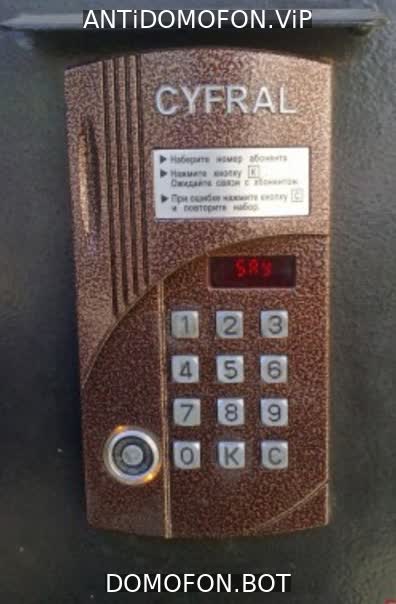 ANTiDOMOFON.ViP
CYFRAL
Наберите номер абонента
Нажмите кнопку K
Ожидайте связи с абонентом
При ошибке нажмите кнопку C
и повторите набор.
SAY
1 2 3
4 5 6
7 8 9
0 K C
DOMOFON.BOT